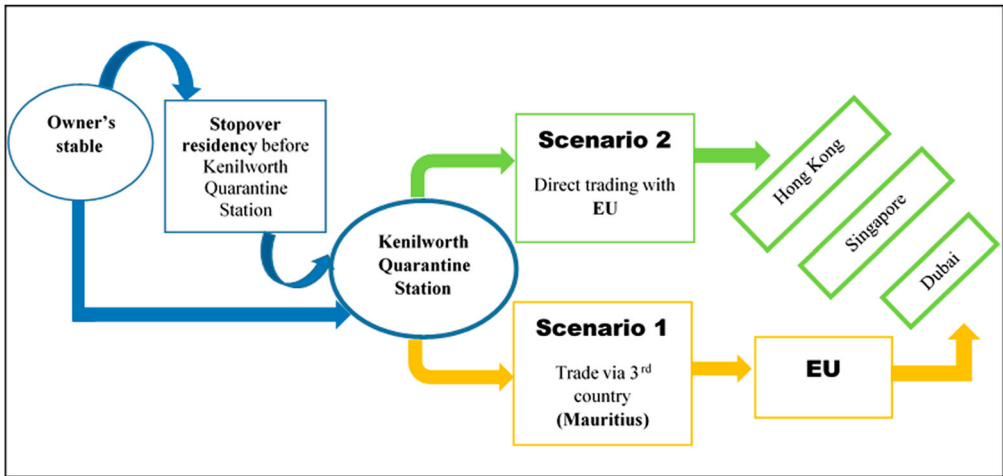 Owner's
stable
Stopover
residency before
Kenilworth
Quarantine
Station
Kenilworth
Quarantine
Station
Scenario 2
Direct trading with
EU
Scenario 1
Trade via 3rd
country
(Mauritius)
EU
Hong Kong
Singapore
Dubai